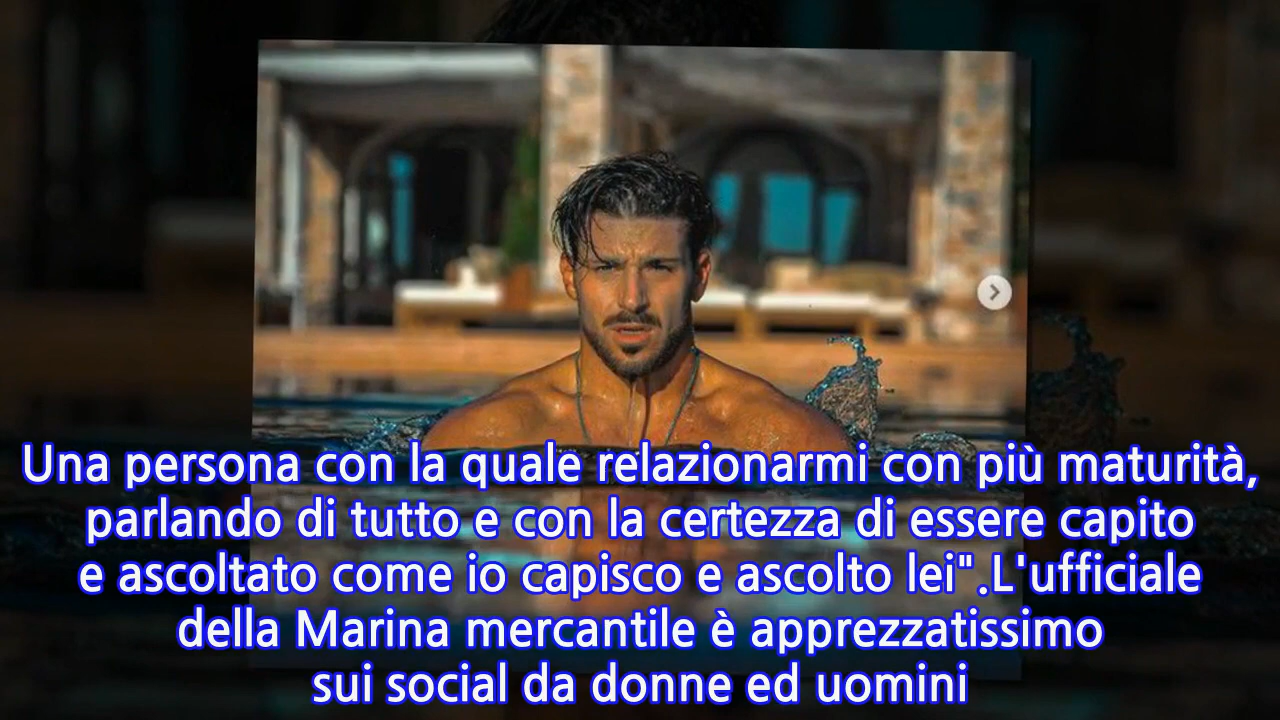 Una persona con la quale relazionarmi con più maturità,
parlando di tutto e con la certezza di essere capito
e ascoltato come io capisco e ascolto lei".L'ufficiale
della Marina mercantile è apprezzatissimo
sui social da donne ed uomini